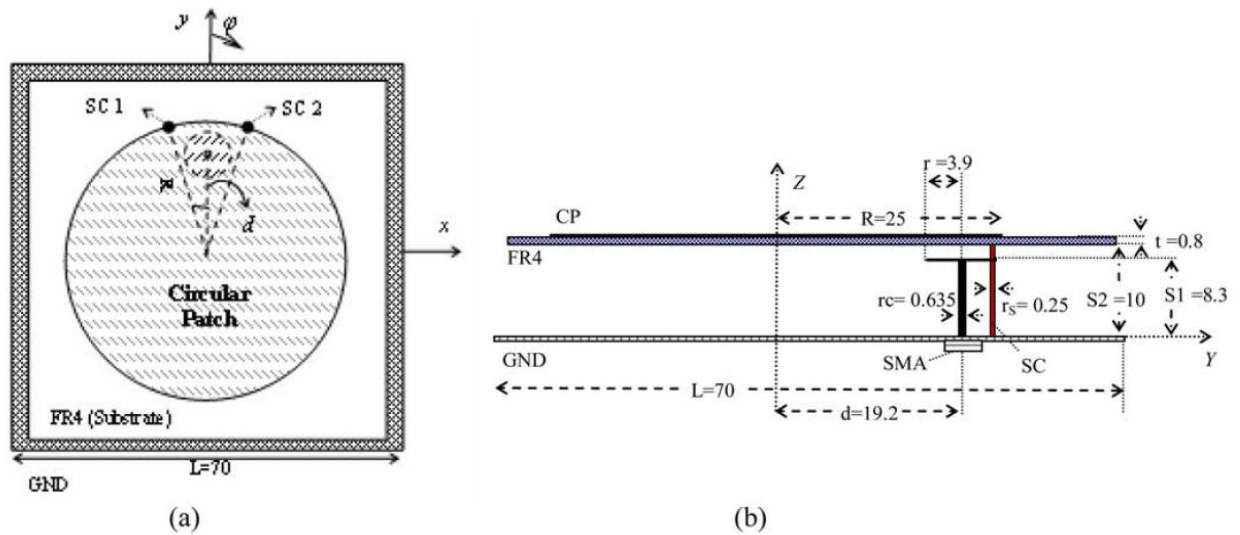 y
φ
SC 1
SC 2
R
d
x
Circular
Patch
FR4 (Substrate)
L=70
GND
(a)
r =3.9
Z
R=25
CP
t =0.8
FR4
rc= 0.635
rS= 0.25
S2 =10
S1 =8.3
GND
SMA
SC
Y
L=70
d=19.2
(b)